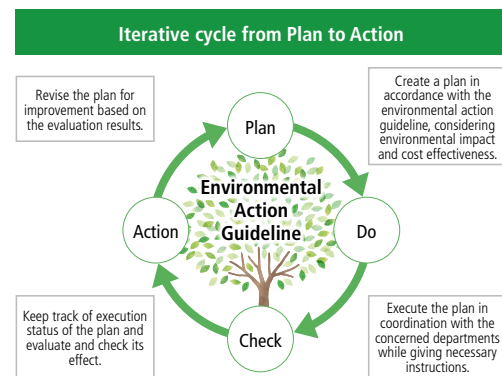 Iterative cycle from Plan to Action
Revise the plan for
improvement based on
the evaluation results.
Create a plan in
accordance with the
environmental action
guideline, considering
environmental impact
and cost effectiveness.
Plan
Environmental
Action
Guideline
Action
Do
Check
Keep track of execution
status of the plan and
evaluate and check its
effect.
Execute the plan in
coordination with the
concerned departments
while giving necessary
instructions.